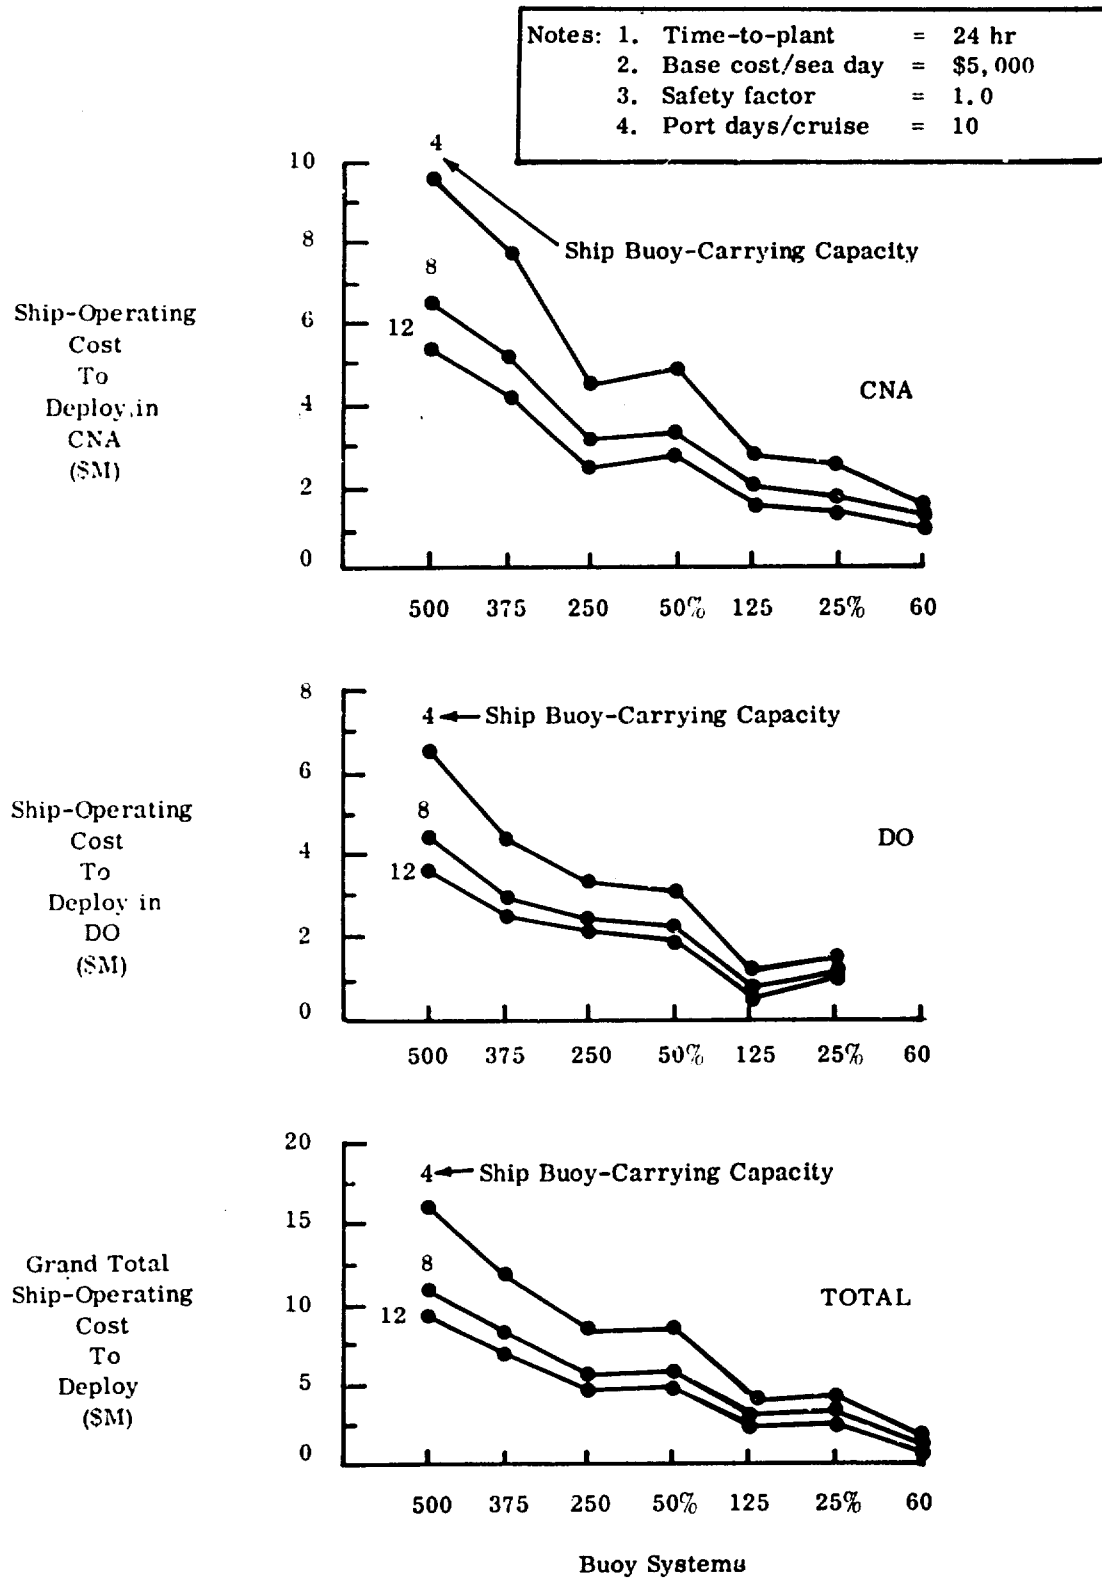 Notes: 1. Time-to-plant = 24 hr
2. Base cost/sea day = $5,000
3. Safety factor = 1.0
4. Port days/cruise = 10
4
10
Ship Buoy-Carrying Capacity
8
8
Ship-Operating
Cost
To
Deploy in
CNA
($M)
12
6
4
2
0
CNA
500 375 250 50% 125 25% 60
8
4 Ship Buoy-Carrying Capacity
6
8
Ship-Operating
Cost
To
Deploy in
DO
($M)
4
12
2
0
DO
500 375 250 50% 125 25% 60
20
4 Ship Buoy-Carrying Capacity
15
8
Grand Total
Ship-Operating
Cost
To
Deploy
($M)
10
12
5
0
TOTAL
500 375 250 50% 125 25% 60
Buoy Systems